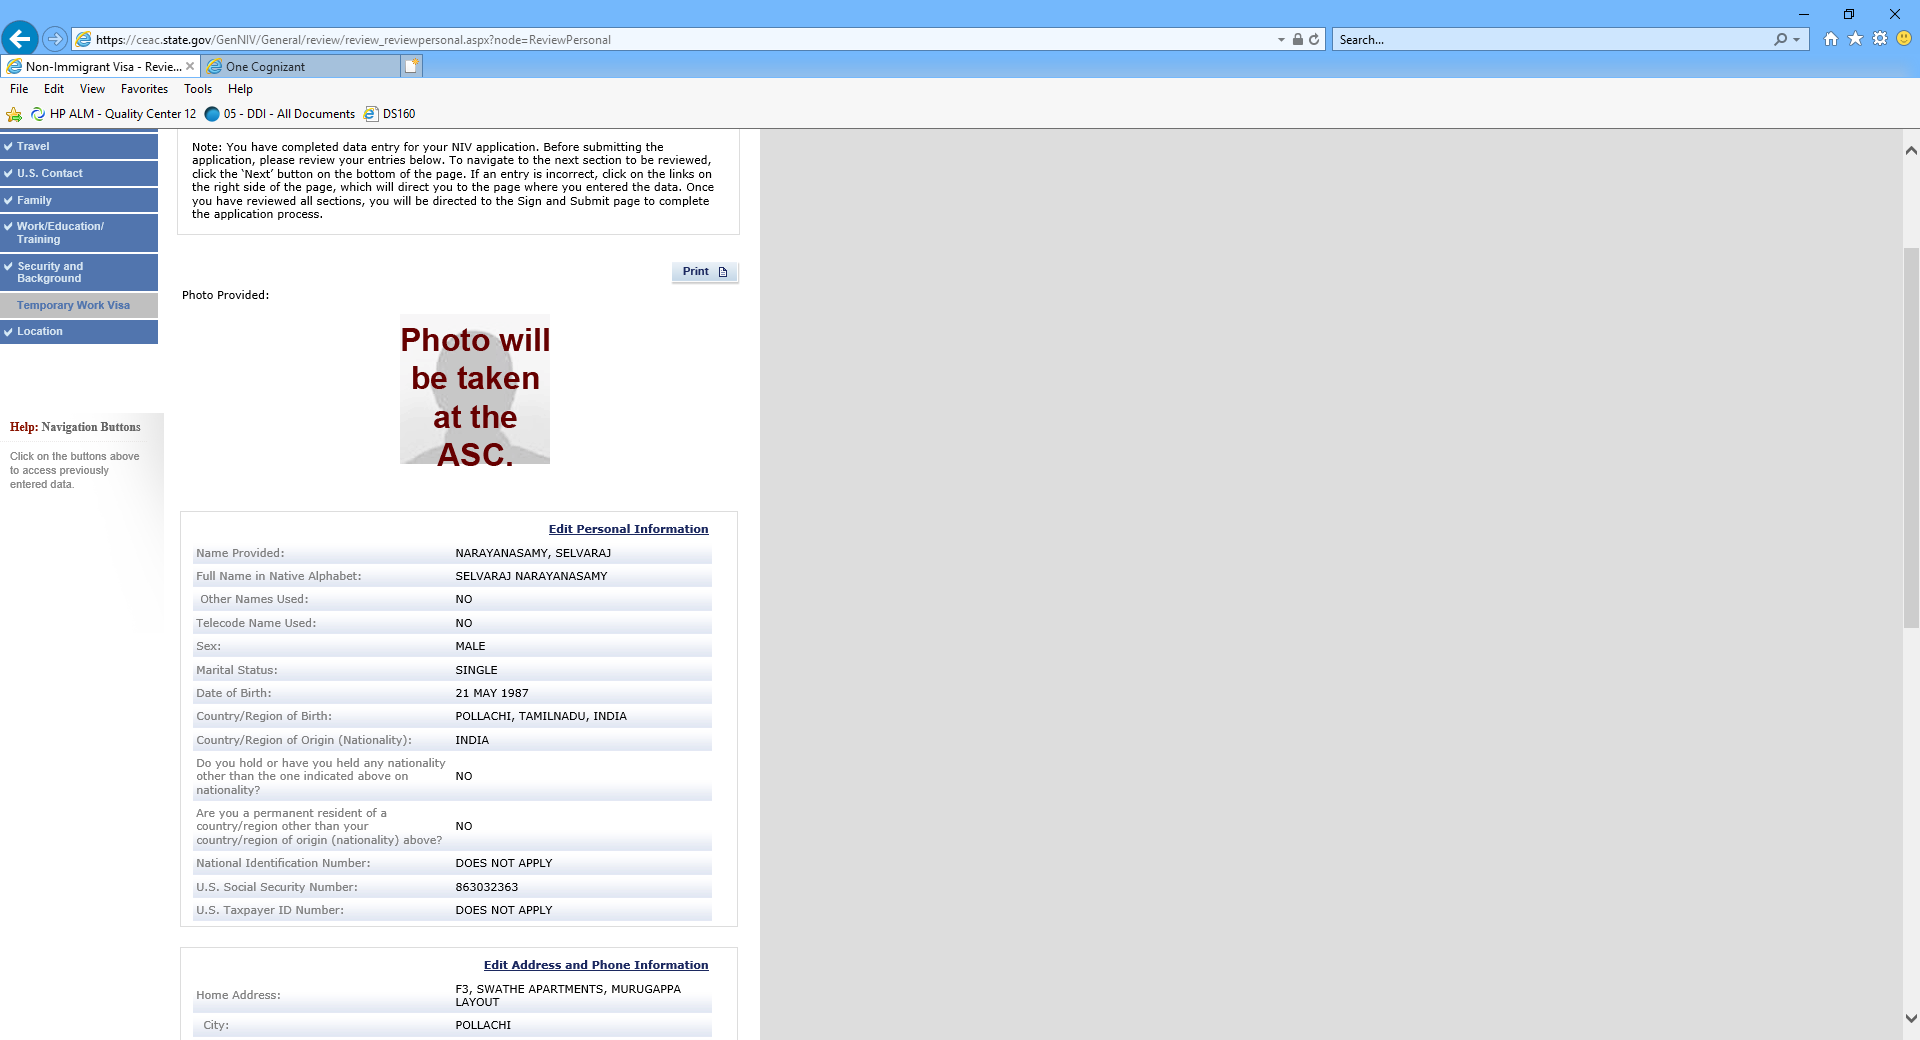 https://ceac.state.gov/GenNIV/General/review/review_reviewpersonal.aspx?node=ReviewPersonal
Search...
Non-Immigrant Visa - Revie...
One Cognizant
File Edit View Favorites Tools Help
HP ALM - Quality Center 12 05 - DDI - All Documents DS160
Travel
U.S. Contact
Family
Work/Education/
Training
Security and
Background
Temporary Work Visa
Location
Help: Navigation Buttons
Click on the buttons above
to access previously
entered data.
Note: You have completed data entry for your NIV application. Before submitting the
application, please review your entries below. To navigate to the next section to be reviewed,
click the ‘Next’ button on the bottom of the page. If an entry is incorrect, click on the links on
the right side of the page, which will direct you to the page where you entered the data. Once
you have reviewed all sections, you will be directed to the Sign and Submit page to complete
the application process.
Print
Photo Provided:
Photo will
be taken
at the
ASC.
Edit Personal Information
Name Provided: NARAYANASAMY, SELVARAJ
Full Name in Native Alphabet: SELVARAJ NARAYANASAMY
Other Names Used: NO
Telecode Name Used: NO
Sex: MALE
Marital Status: SINGLE
Date of Birth: 21 MAY 1987
Country/Region of Birth: POLLACHI, TAMILNADU, INDIA
Country/Region of Origin (Nationality): INDIA
Do you hold or have you held any nationality
other than the one indicated above on
nationality?
NO
Are you a permanent resident of a
country/region other than your
country/region of origin (nationality) above?
NO
National Identification Number: DOES NOT APPLY
U.S. Social Security Number: 863032363
U.S. Taxpayer ID Number: DOES NOT APPLY
Edit Address and Phone Information
Home Address:
F3, SWATHE APARTMENTS, MURUGAPPA
LAYOUT
City: POLLACHI